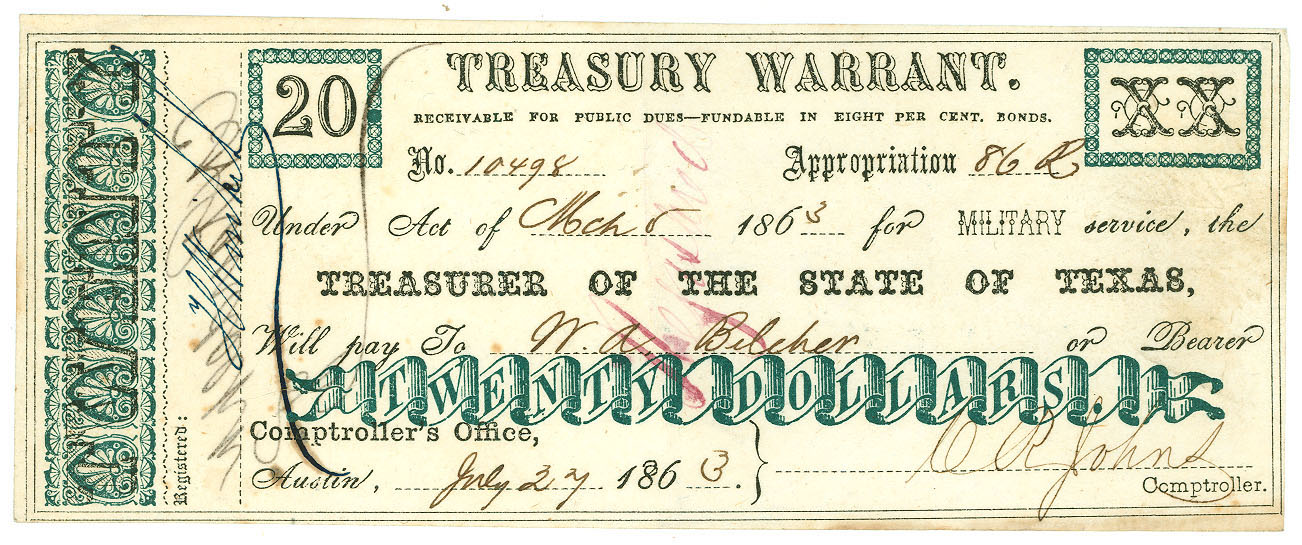 20
TREASURY WARRANT.
XX
RECEIVABLE FOR PUBLIC DUES—FUNDABLE IN EIGHT PER CENT. BONDS.
No. 10498 Appropriation 86
Under Act of Mch 1863 for MILITARY service, the
TREASURER OF THE STATE OF TEXAS,
Will pay To W. A. Bilcher or Bearer
TWENTY DOLLARS.
Comptroller's Office,
Austin, July 27 1863.
C R Johns
Comptroller.
Registered: